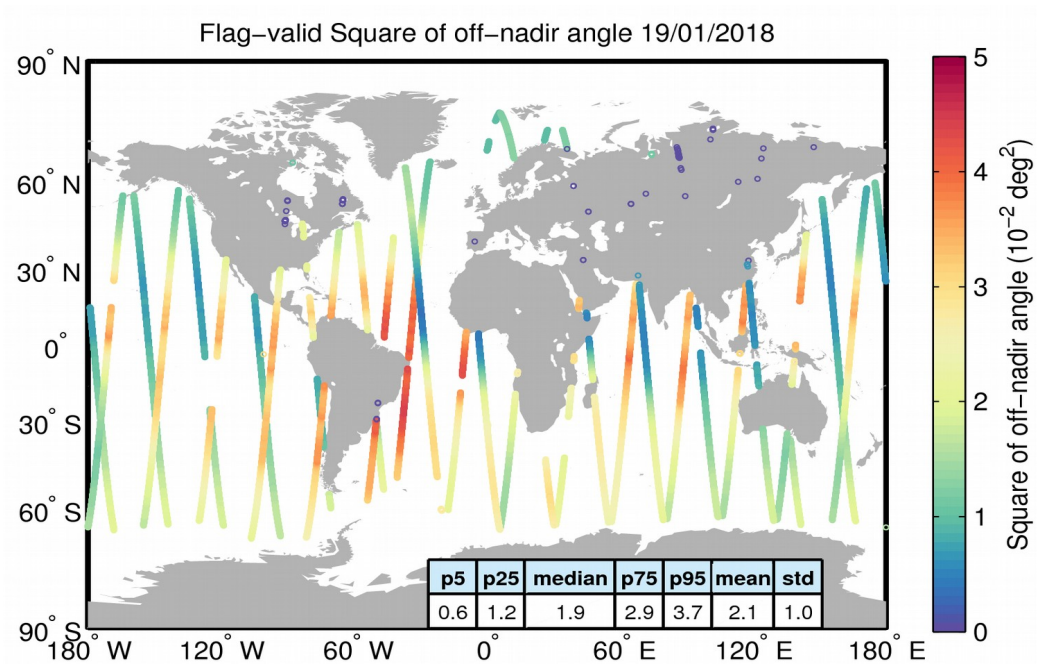 Flag−valid Square of off−nadir angle 19/01/2018
90° N
60° N
30° N
0°
30° S
60° S
90° S
180° W
120° W
60° W
0°
60° E
120° E
180° E
5
4
3
2
1
0
Square of off−nadir angle (10⁻² deg²)
p5 p25 median p75 p95 mean std
0.6 1.2 1.9 2.9 3.7 2.1 1.0